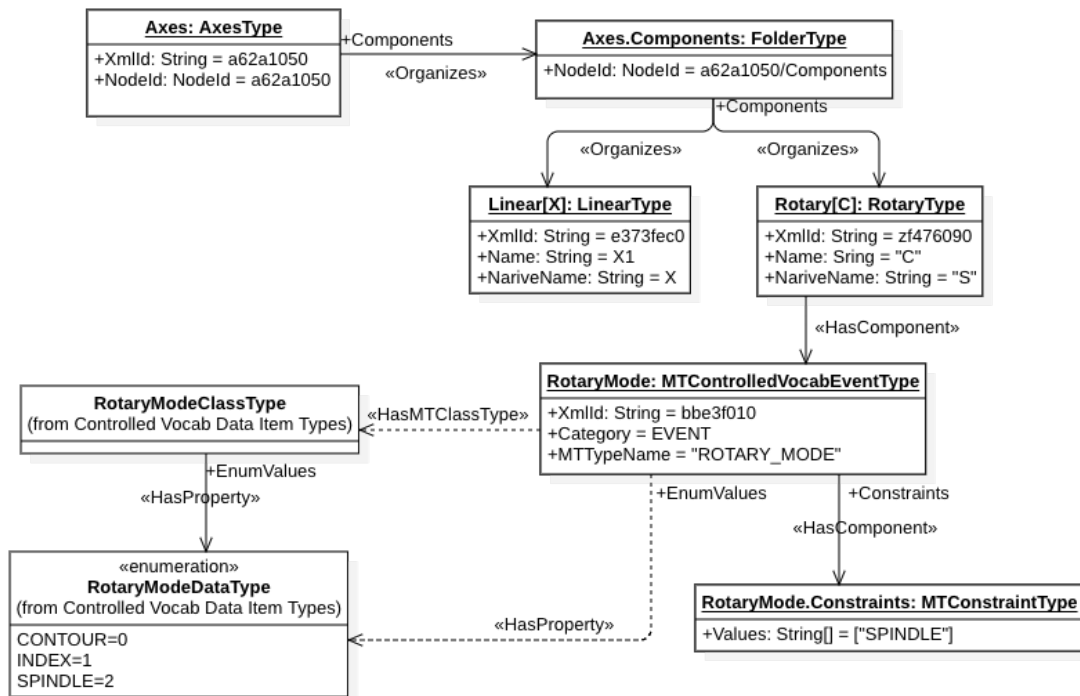 Axes: AxesType
+XmlId: String = a62a1050
+NodeId: NodeId = a62a1050
+Components
«Organizes»
Axes.Components: FolderType
+NodeId: NodeId = a62a1050/Components
+Components
«Organizes»
«Organizes»
Linear[X]: LinearType
+XmlId: String = e373fec0
+Name: String = X1
+NariveName: String = X
Rotary[C]: RotaryType
+XmlId: String = zf476090
+Name: Sring = "C"
+NariveName: String = "S"
«HasComponent»
RotaryMode: MTControlledVocabEventType
+XmlId: String = bbe3f010
+Category = EVENT
+MTTypeName = "ROTARY_MODE"
«HasMTClassType»
RotaryModeClassType
(from Controlled Vocab Data Item Types)
+EnumValues
«HasProperty»
+EnumValues
+Constraints
«HasComponent»
«enumeration»
RotaryModeDataType
(from Controlled Vocab Data Item Types)
CONTOUR=0
INDEX=1
SPINDLE=2
«HasProperty»
RotaryMode.Constraints: MTConstraintType
+Values: String[] = ["SPINDLE"]